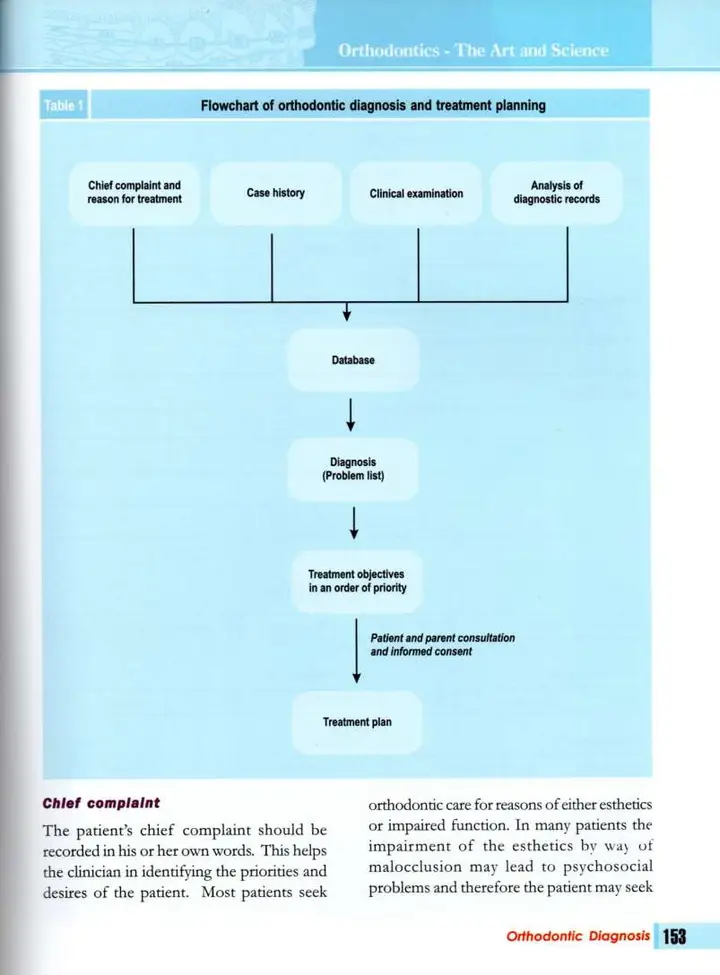 Orthodontics - The Art and Science
Table 1
Flowchart of orthodontic diagnosis and treatment planning
Chief complaint and
reason for treatment
Case history
Clinical examination
Analysis of
diagnostic records
Database
Diagnosis
(Problem list)
Treatment objectives
in an order of priority
Patient and parent consultation
and informed consent
Treatment plan
Chief complaint
The patient's chief complaint should be
recorded in his or her own words. This helps
the clinician in identifying the priorities and
desires of the patient. Most patients seek
orthodontic care for reasons of either esthetics
or impaired function. In many patients the
impairment of the esthetics by way of
malocclusion may lead to psychosocial
problems and therefore the patient may seek
Orthodontic Diagnosis 153